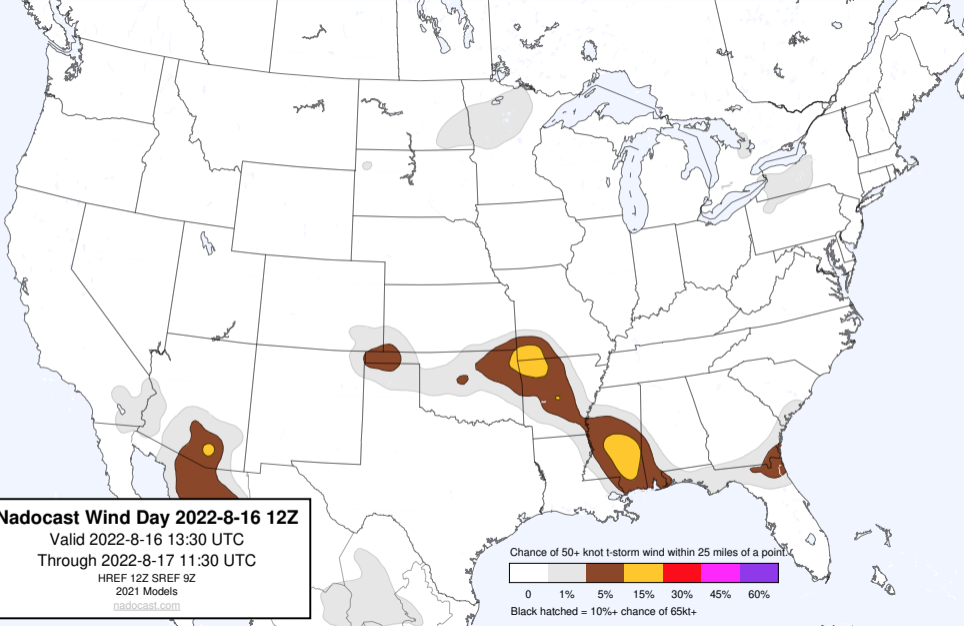 Nadocast Wind Day 2022-8-16 12Z
Valid 2022-8-16 13:30 UTC
Through 2022-8-17 11:30 UTC
HREF 12Z SREF 9Z
2021 Models
nadocast.com
Chance of 50+ knot t-storm wind within 25 miles of a point.
0 1% 5% 15% 30% 45% 60%
Black hatched = 10%+ chance of 65kt+